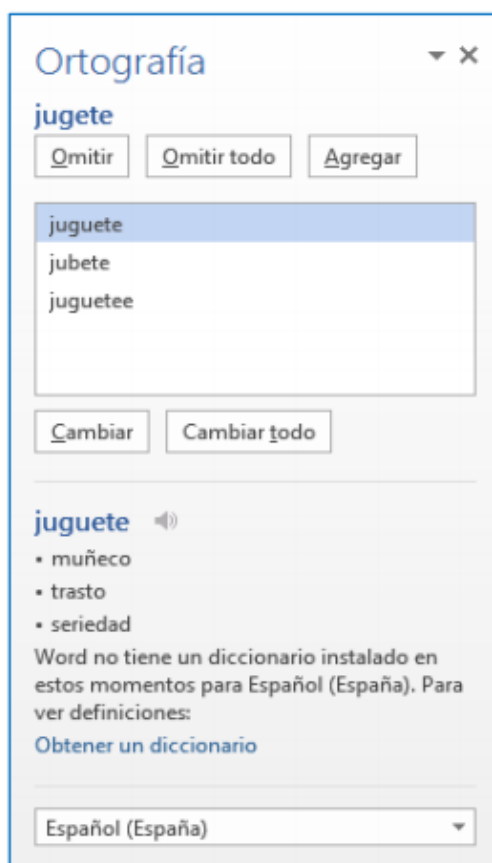 Ortografía
jugete
Omitir Omitir todo Agregar
juguete
jubete
juguetee
Cambiar Cambiar todo
juguete
▪ muñeco
▪ trasto
▪ seriedad
Word no tiene un diccionario instalado en
estos momentos para Español (España). Para
ver definiciones:
Obtener un diccionario
Español (España)